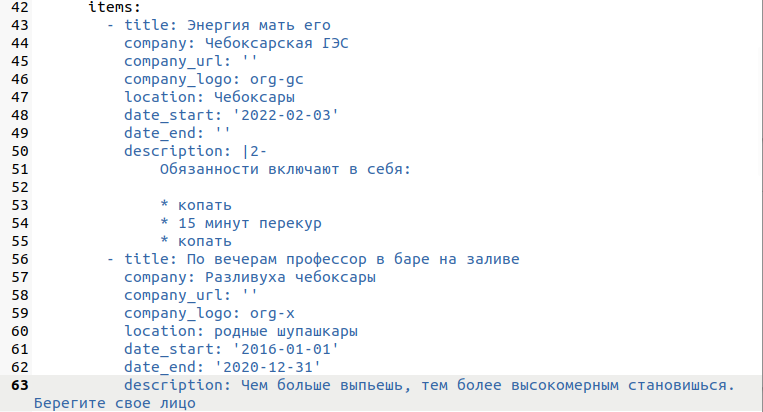 42 items:
43 - title: Энергия мать его
44 company: Чебоксарская ГЭС
45 company_url: ''
46 company_logo: org-gc
47 location: Чебоксары
48 date_start: '2022-02-03'
49 date_end: ''
50 description: |2-
51 Обязанности включают в себя:
52
53 * копать
54 * 15 минут перекур
55 * копать
56 - title: По вечерам профессор в баре на заливе
57 company: Разливуха чебоксары
58 company_url: ''
59 company_logo: org-x
60 location: родные шупашкары
61 date_start: '2016-01-01'
62 date_end: '2020-12-31'
63 description: Чем больше выпьешь, тем более высокомерным становишься.
Берегите свое лицо